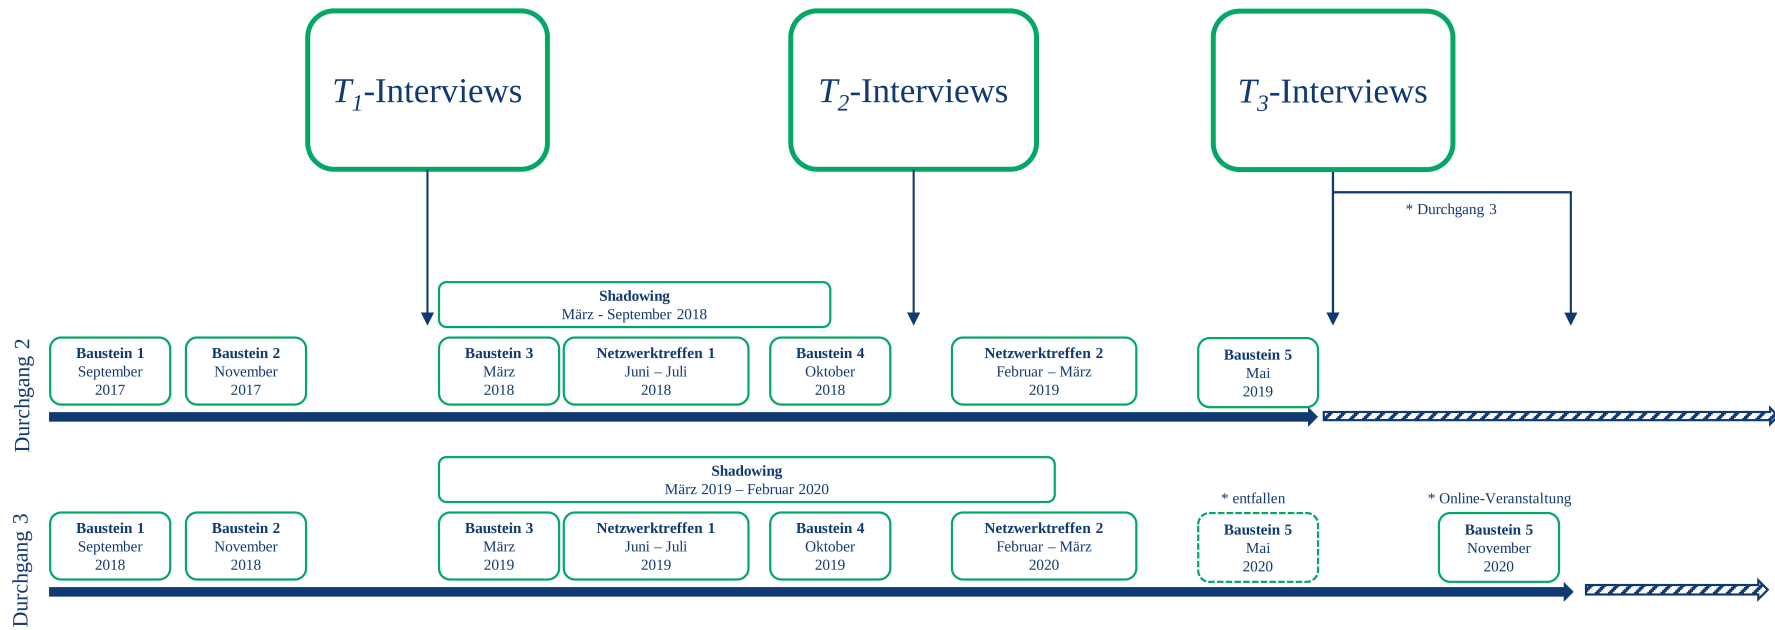 T1-Interviews
T2-Interviews
T3-Interviews
* Durchgang 3
Durchgang 2
Shadowing
März - September 2018
Baustein 1
September
2017
Baustein 2
November
2017
Baustein 3
März
2018
Netzwerktreffen 1
Juni – Juli
2018
Baustein 4
Oktober
2018
Netzwerktreffen 2
Februar – März
2019
Baustein 5
Mai
2019
Durchgang 3
Shadowing
März 2019 – Februar 2020
Baustein 1
September
2018
Baustein 2
November
2018
Baustein 3
März
2019
Netzwerktreffen 1
Juni – Juli
2019
Baustein 4
Oktober
2019
Netzwerktreffen 2
Februar – März
2020
* entfallen
Baustein 5
Mai
2020
* Online-Veranstaltung
Baustein 5
November
2020